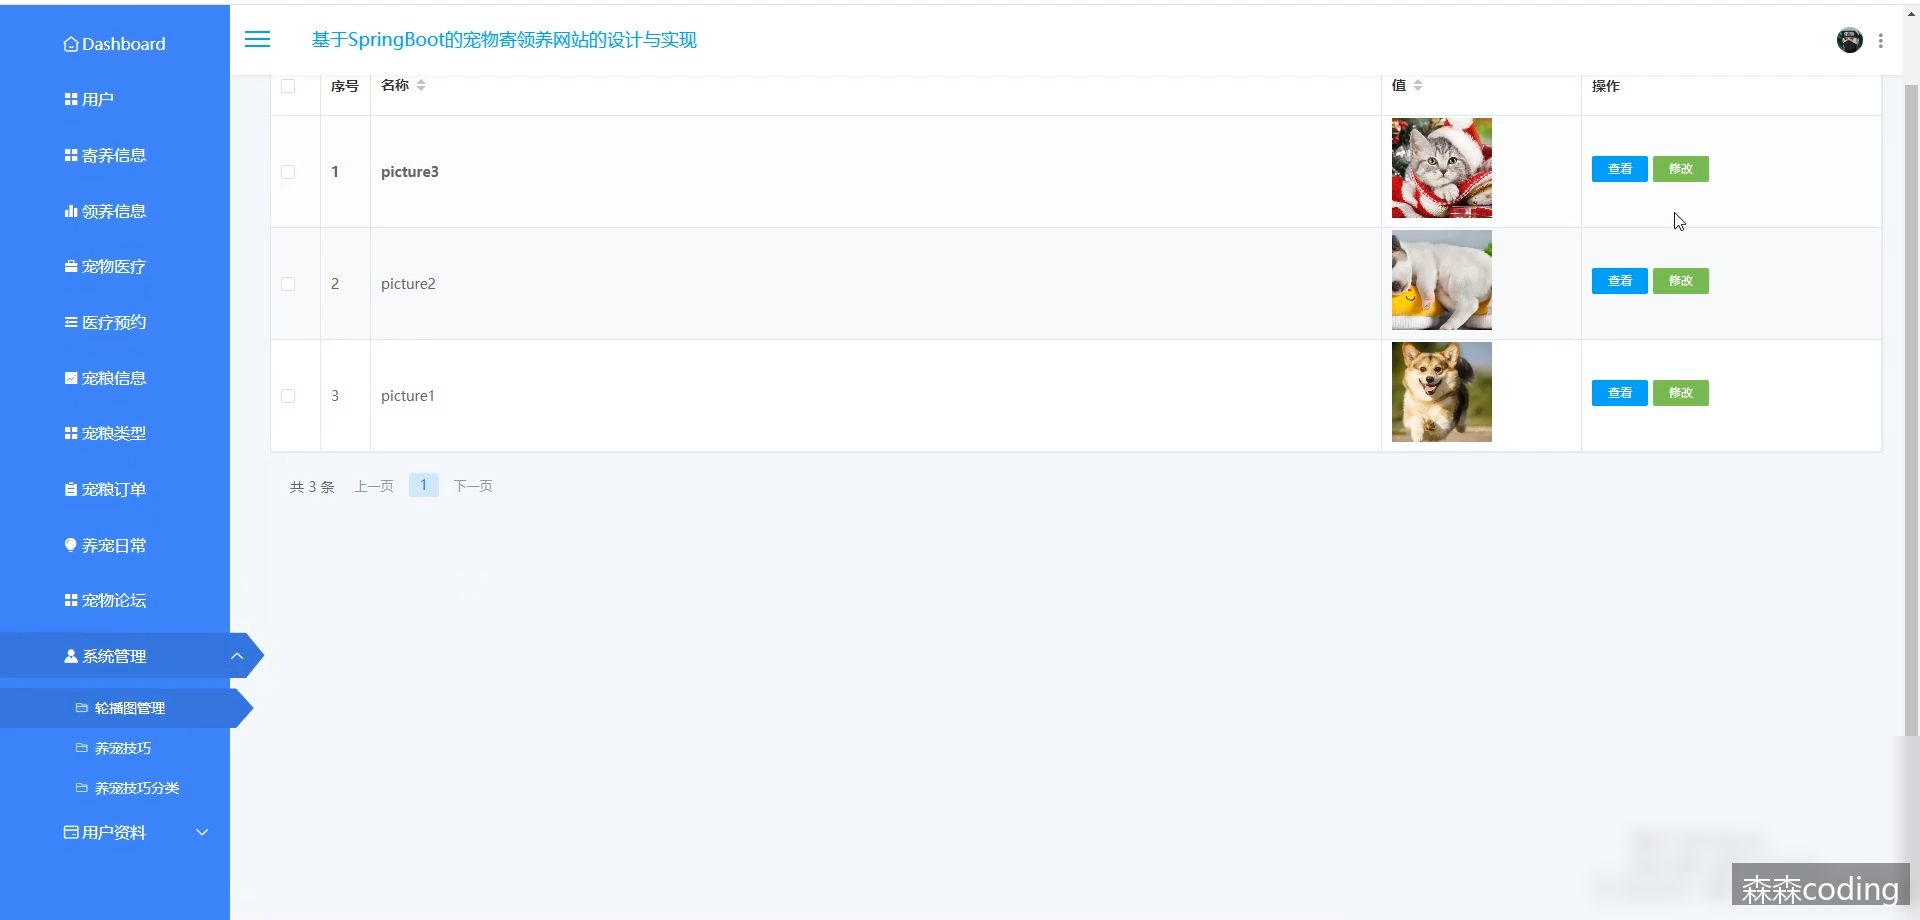 基于SpringBoot的宠物寄领养网站的设计与实现
Dashboard
用户
寄养信息
领养信息
宠物医疗
医疗预约
宠粮信息
宠粮类型
宠粮订单
养宠日常
宠物论坛
系统管理
轮播图管理
养宠技巧
养宠技巧分类
用户资料
序号 名称 值 操作
1 picture3 查看 修改
2 picture2 查看 修改
3 picture1 查看 修改
共 3 条 上一页 1 下一页
森森coding